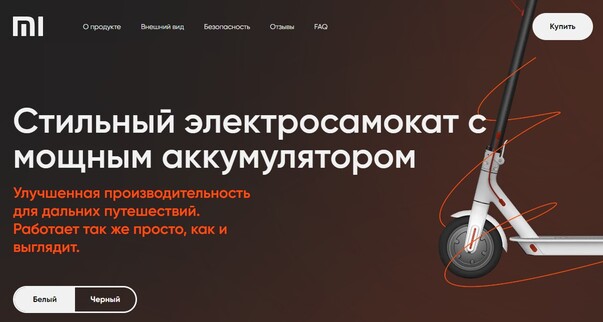 MI
О продукте Внешний вид Безопасность Отзывы FAQ Купить
Стильный электросамокат с
мощным аккумулятором
Улучшенная производительность
для дальних путешествий.
Работает так же просто, как и
выглядит.
Белый Черный